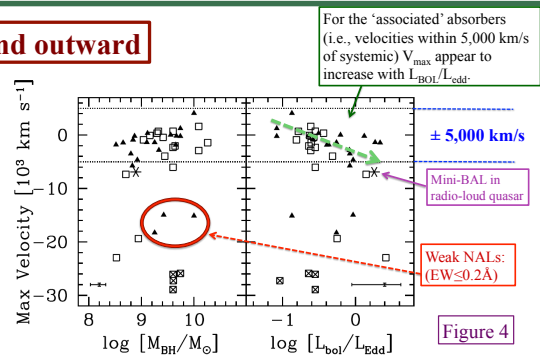 nd outward
For the ‘associated’ absorbers
(i.e., velocities within 5,000 km/s
of systemic) Vmax appear to
increase with LBOL/Ledd.
Max Velocity [10³ km s⁻¹]
0
−10
−20
−30
8
9
10
log [MBH/M⊙]
−1
0
log [Lbol/LEdd]
± 5,000 km/s
Mini-BAL in
radio-loud quasar
Weak NALs:
(EW≤0.2Å)
Figure 4